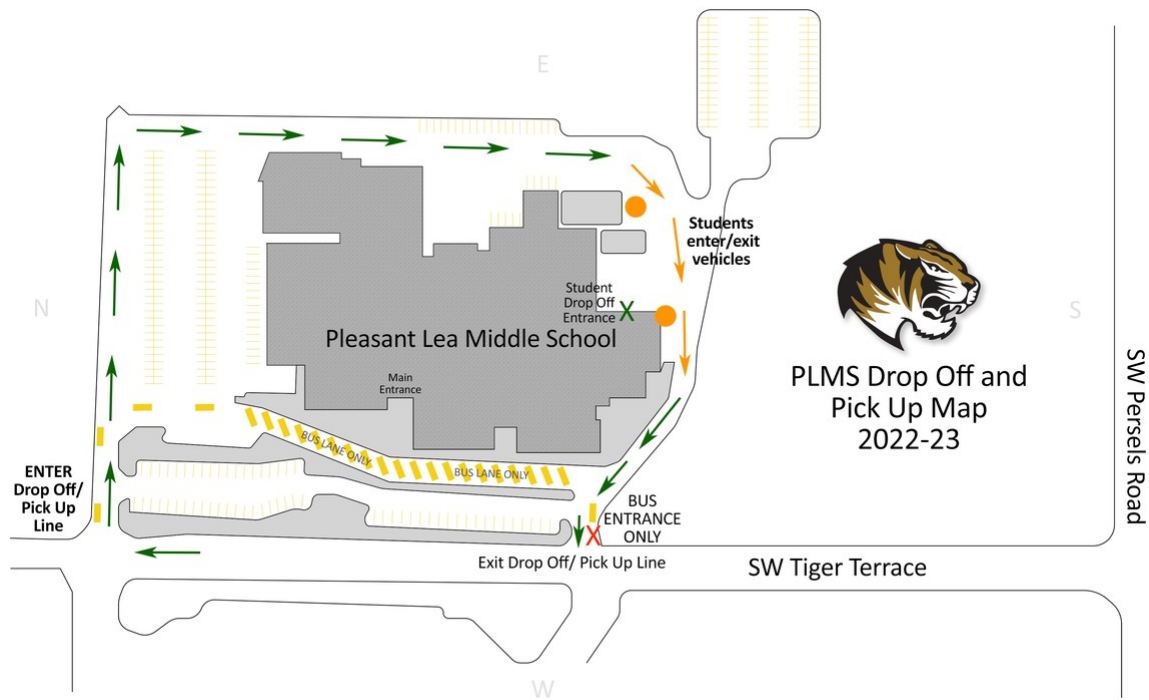 E
N
S
Students
enter/exit
vehicles
Student
Drop Off
Entrance
X
Pleasant Lea Middle School
Main
Entrance
PLMS Drop Off and
Pick Up Map
2022-23
SW Persels Road
BUS LANE ONLY
BUS LANE ONLY
ENTER
Drop Off/
Pick Up
Line
BUS
ENTRANCE
ONLY
X
Exit Drop Off/ Pick Up Line
SW Tiger Terrace
W